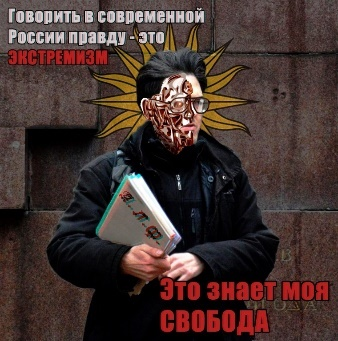 Говорить в современной
России правду - это
ЭКСТРЕМИЗМ
П.Л.Ф.
В
Это знает моя
СВОБОДА